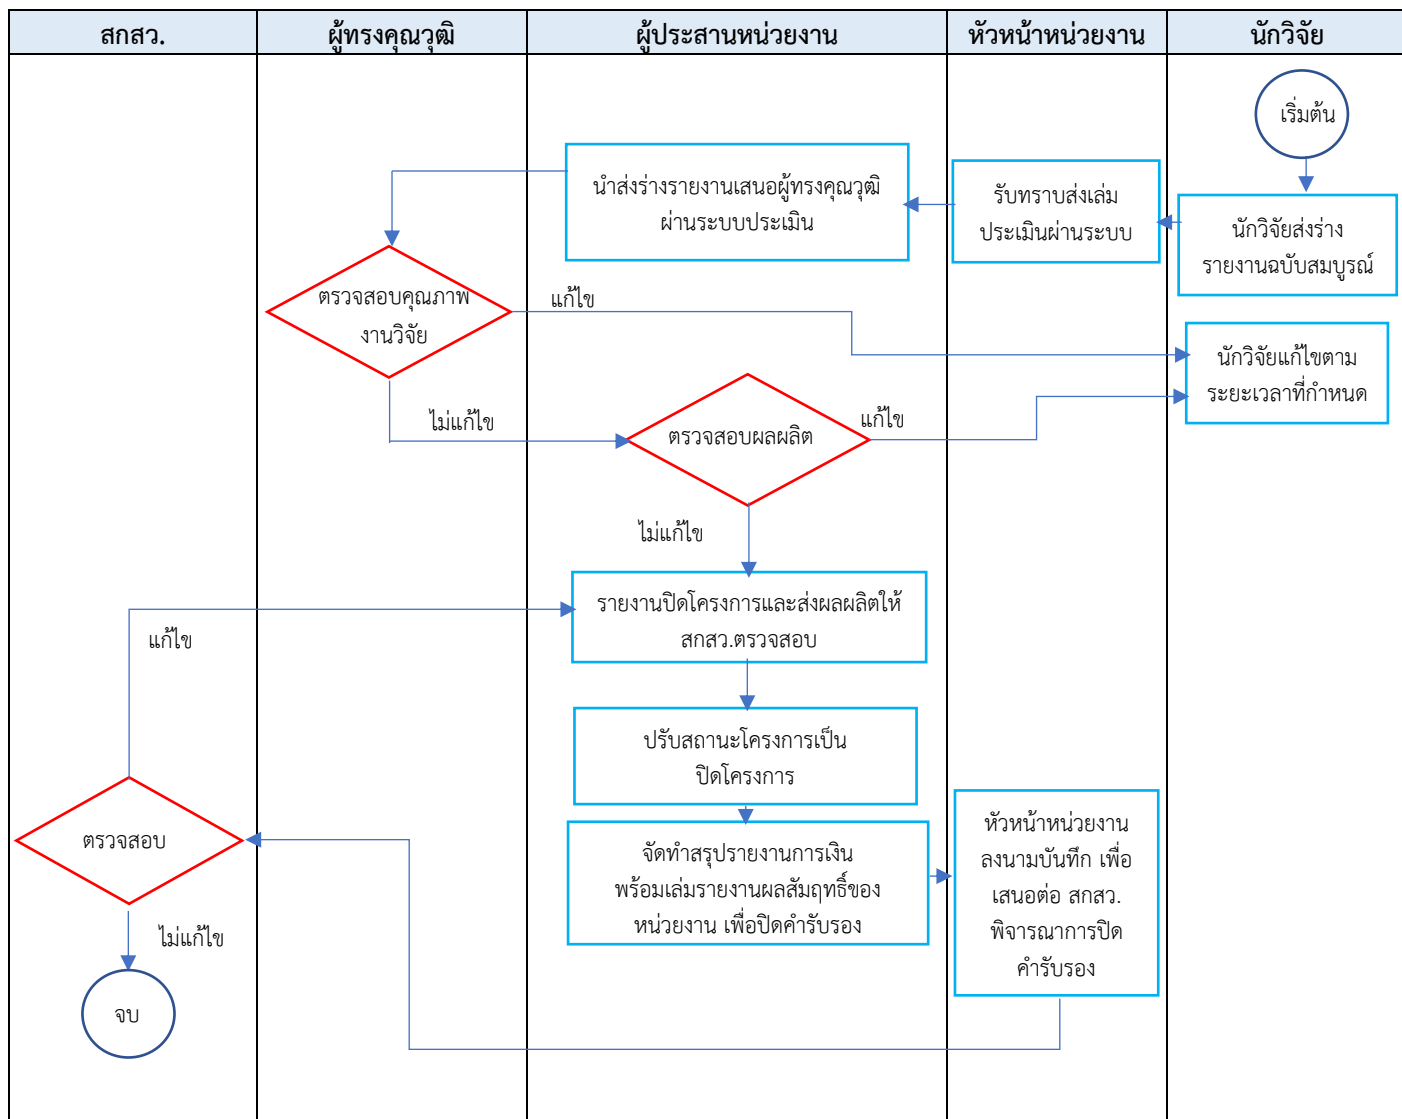 สกสว.
ผู้ทรงคุณวุฒิ
ผู้ประสานหน่วยงาน
หัวหน้าหน่วยงาน
นักวิจัย
เริ่มต้น
นักวิจัยส่งร่าง
รายงานฉบับสมบูรณ์
รับทราบส่งเล่ม
ประเมินผ่านระบบ
นำส่งร่างรายงานเสนอผู้ทรงคุณวุฒิ
ผ่านระบบประเมิน
ตรวจสอบคุณภาพ
งานวิจัย
แก้ไข
นักวิจัยแก้ไขตาม
ระยะเวลาที่กำหนด
ไม่แก้ไข
ตรวจสอบผลผลิต
แก้ไข
ไม่แก้ไข
รายงานปิดโครงการและส่งผลผลิตให้
สกสว.ตรวจสอบ
แก้ไข
ปรับสถานะโครงการเป็น
ปิดโครงการ
จัดทำสรุปรายงานการเงิน
พร้อมเล่มรายงานผลสัมฤทธิ์ของ
หน่วยงาน เพื่อปิดคำรับรอง
หัวหน้าหน่วยงาน
ลงนามบันทึก เพื่อ
เสนอต่อ สกสว.
พิจารณาการปิด
คำรับรอง
ตรวจสอบ
ไม่แก้ไข
จบ